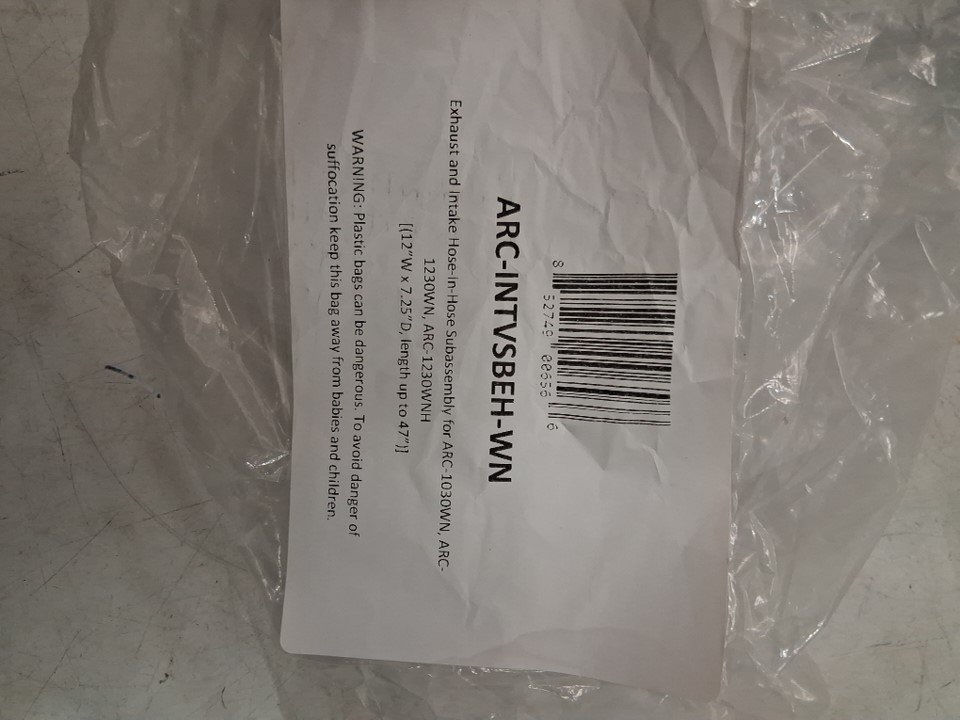 8 52749 00656 6
ARC-INTVSBEH-WN
Exhaust and Intake Hose-in-Hose Subassembly for ARC-1030WN, ARC-
1230WN, ARC-1230WNH
[(12”W x 7.25”D, length up to 47”)]
WARNING: Plastic bags can be dangerous. To avoid danger of
suffocation keep this bag away from babies and children.